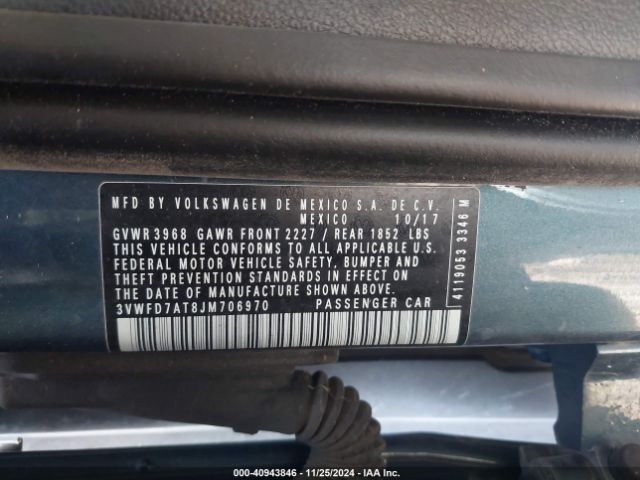 MFD BY VOLKSWAGEN DE MEXICO S.A. DE C.V.
MEXICO 10/17
GVWR 3968 GAWR FRONT 2227 / REAR 1852 LBS
THIS VEHICLE CONFORMS TO ALL APPLICABLE U.S.
FEDERAL MOTOR VEHICLE SAFETY, BUMPER AND
THEFT PREVENTION STANDARDS IN EFFECT ON
THE DATE OF MANUFACTURE SHOWN ABOVE.
3VWFD7AT8JM706970 PASSENGER CAR
4119053 3346 M
000-40943846 - 11/25/2024 - IAAI.CA